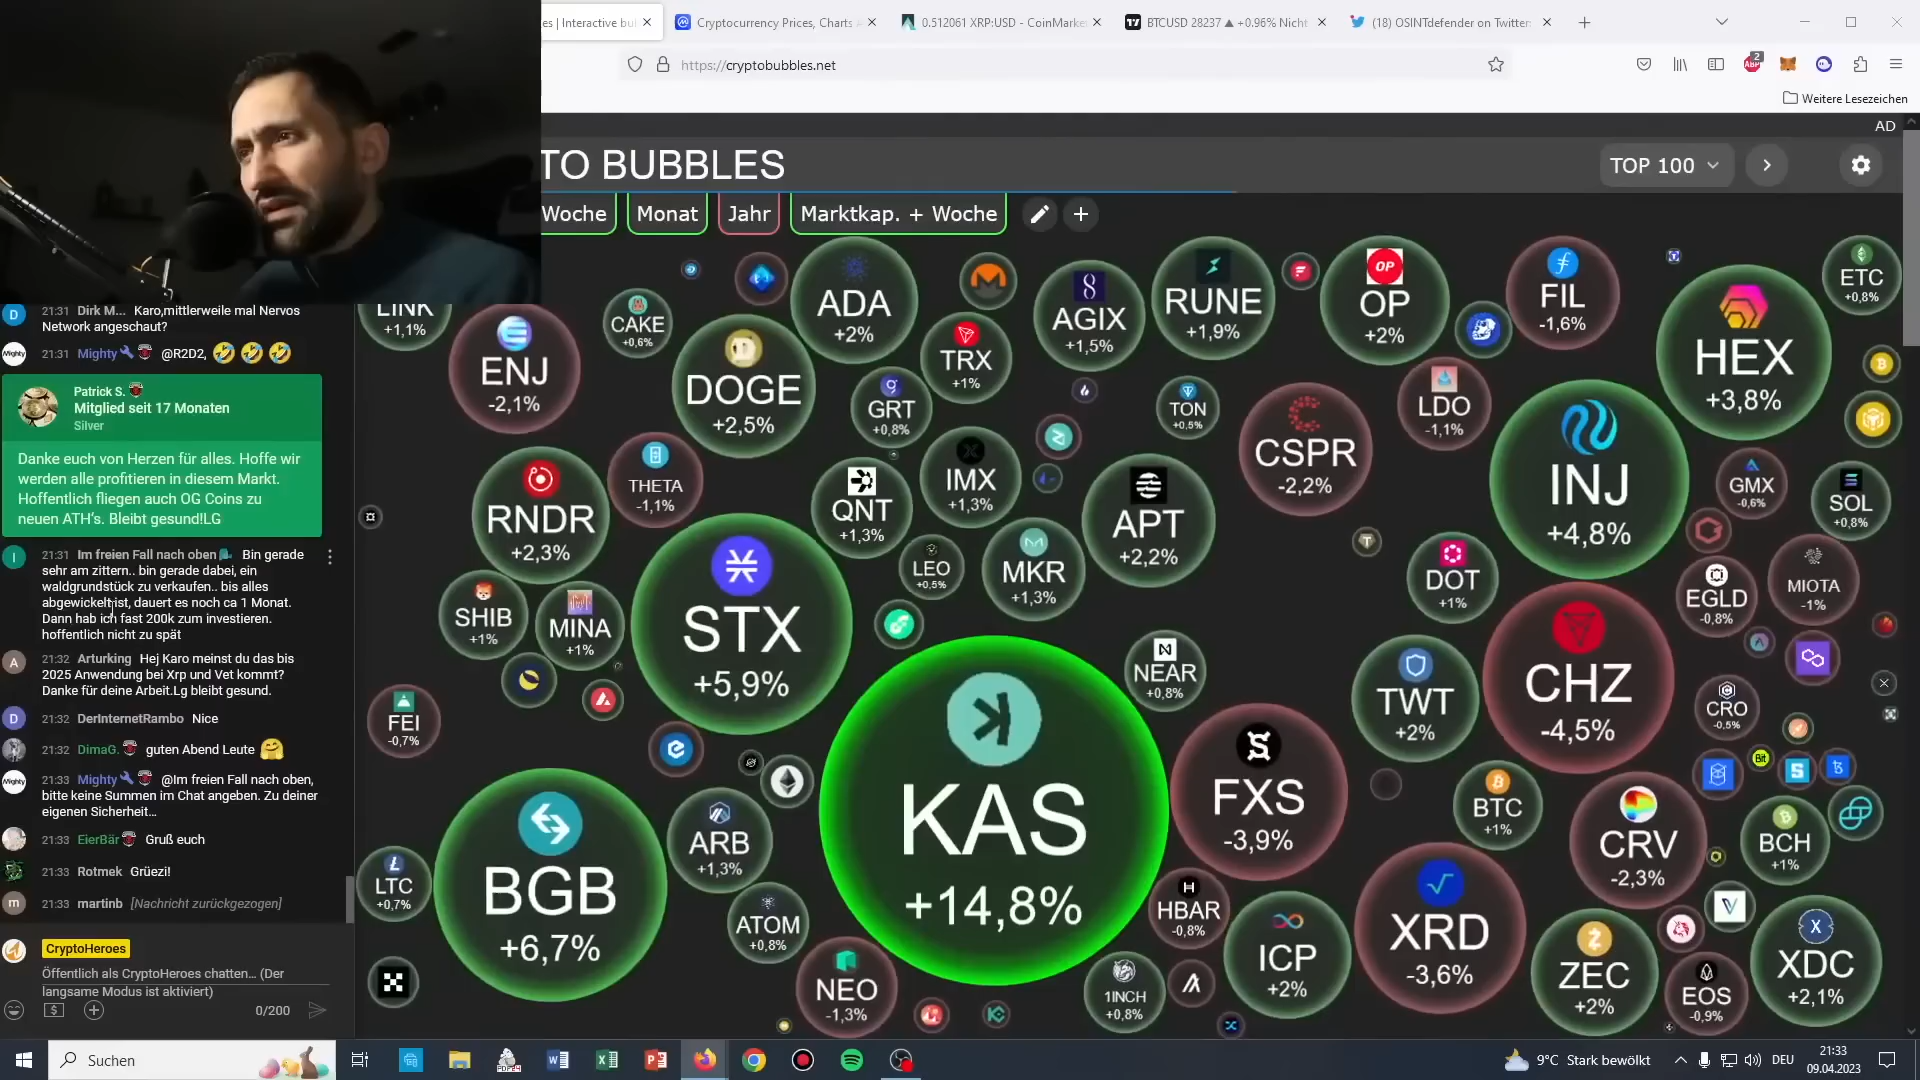 es | Interactive bu
Cryptocurrency Prices, Charts
0.512061 XRP:USD - CoinMarke
BTCUSD 28237 ▲ +0.96% Nicht
(18) OSINTdefender on Twitter
https://cryptobubbles.net
2
Weitere Lesezeichen
AD
TO BUBBLES
TOP 100
Woche
Monat
Jahr
Marktkap. + Woche
21:31 Dirk M... Karo,mittlerweile mal Nervos
Network angeschaut?
21:31 Mighty @R2D2,
Patrick S.
Mitglied seit 17 Monaten
Silver
Danke euch von Herzen für alles. Hoffe wir
werden alle profitieren in diesem Markt.
Hoffentlich fliegen auch OG Coins zu
neuen ATH's. Bleibt gesund!LG
21:31 Im freien Fall nach oben Bin gerade
sehr am zittern.. bin gerade dabei, ein
waldgrundstück zu verkaufen.. bis alles
abgewickelt ist, dauert es noch ca 1 Monat.
Dann hab ich fast 200k zum investieren.
hoffentlich nicht zu spät
21:32 Arturking Hej Karo meinst du das bis
2025 Anwendung bei Xrp und Vet kommt?
Danke für deine Arbeit.Lg bleibt gesund.
21:32 DerInternetRambo Nice
21:32 DimaG. guten Abend Leute
21:33 Mighty @Im freien Fall nach oben,
bitte keine Summen im Chat angeben. Zu deiner
eigenen Sicherheit...
21:33 EierBär Gruß euch
21:33 Rotmek Grüezi!
21:33 martinb [Nachricht zurückgezogen]
CryptoHeroes
Öffentlich als CryptoHeroes chatten... (Der
langsame Modus ist aktiviert)
0/200
LINK
+1,1%
ENJ
-2,1%
CAKE
+0,6%
DOGE
+2,5%
ADA
+2%
TRX
+1%
GRT
+0,8%
AGIX
+1,5%
RUNE
+1,9%
TON
+0,5%
OP
OP
+2%
FIL
-1,6%
LDO
-1,1%
HEX
+3,8%
ETC
+0,8%
RNDR
+2,3%
THETA
-1,1%
QNT
+1,3%
IMX
+1,3%
APT
+2,2%
CSPR
-2,2%
INJ
+4,8%
GMX
-0,6%
SOL
+0,8%
SHIB
+1%
MINA
+1%
STX
+5,9%
LEO
+0,5%
MKR
+1,3%
DOT
+1%
EGLD
-0,8%
MIOTA
-1%
FEI
-0,7%
NEAR
+0,8%
TWT
+2%
CHZ
-4,5%
CRO
-0,5%
KAS
+14,8%
FXS
-3,9%
BTC
+1%
CRV
-2,3%
BCH
+1%
Bit
LTC
+0,7%
BGB
+6,7%
ARB
+1,3%
ATOM
+0,8%
HBAR
-0,8%
XRD
-3,6%
NEO
-1,3%
1INCH
+0,8%
ICP
+2%
ZEC
+2%
EOS
-0,9%
XDC
+2,1%
Suchen
9°C Stark bewölkt
DEU
21:33
09.04.2023